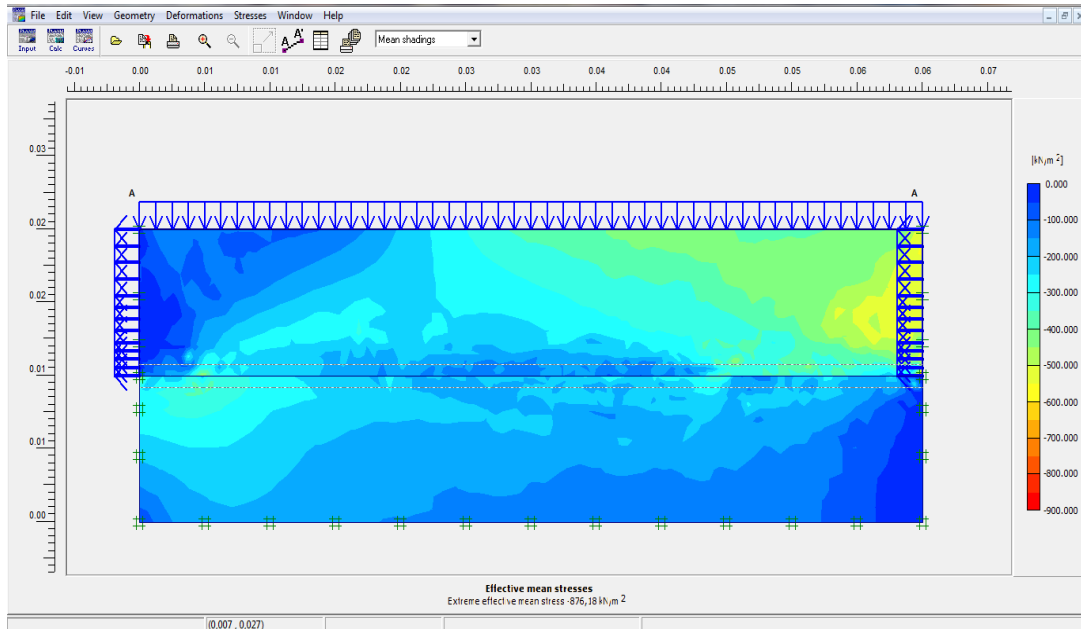 File Edit View Geometry Deformations Stresses Window Help
Input Calc Curves A A' Mean shadings
-0.01 0.00 0.01 0.01 0.02 0.02 0.03 0.03 0.04 0.04 0.05 0.05 0.06 0.06 0.07
0.03
[kN/m²]
A A
0.000
-100.000
0.02
-200.000
-300.000
0.02
-400.000
0.01
-500.000
-600.000
0.01
-700.000
-800.000
0.00
-900.000
Effective mean stresses
Extreme effective mean stress -876,18 kN/m²
(0.007 , 0.027)